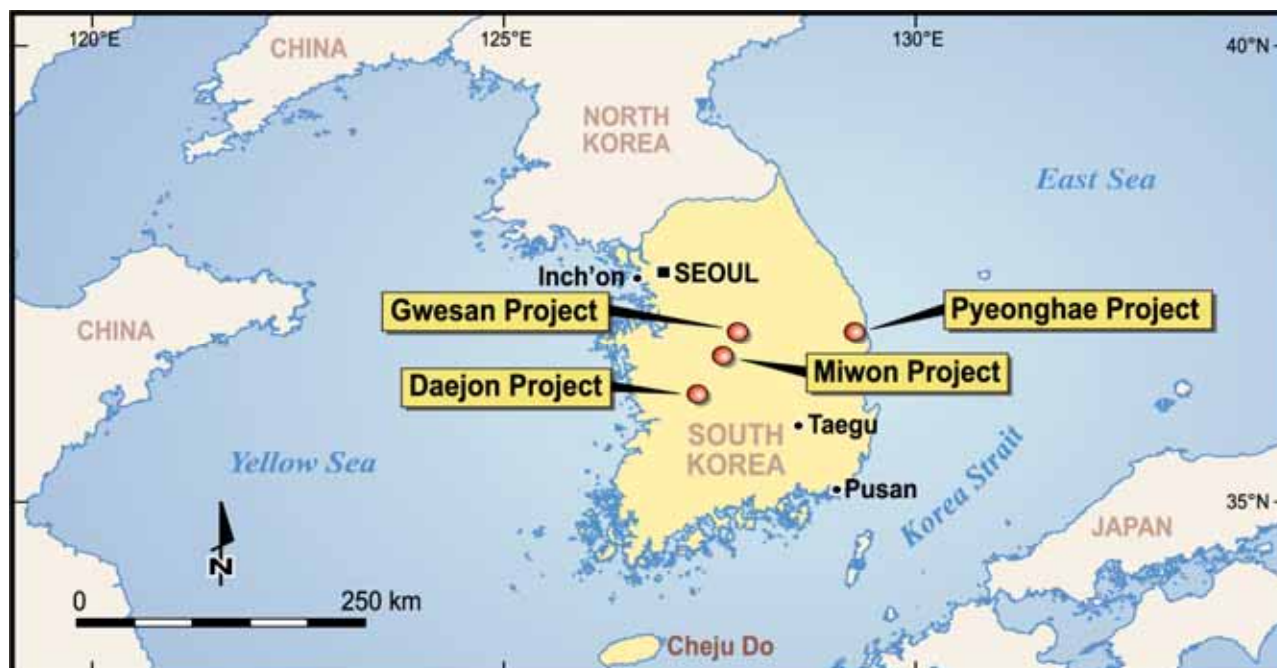 120°E
125°E
130°E
40°N
CHINA
NORTH
KOREA
East Sea
Inch'on
SEOUL
Gwesan Project
Pyeonghae Project
CHINA
Miwon Project
Daejon Project
SOUTH
KOREA
Taegu
Yellow Sea
Pusan
Korea Strait
35°N
JAPAN
N
0
250 km
Cheju Do